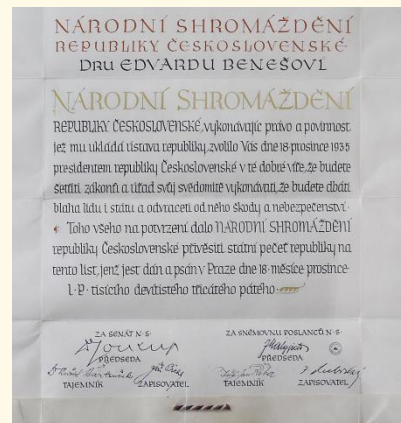 NÁRODNÍ SHROMÁŽDĚNÍ
REPUBLIKY ČESKOSLOVENSKÉ
DRU EDVARDU BENEŠOVI
NÁRODNÍ SHROMÁŽDĚNÍ
REPUBLIKY ČESKOSLOVENSKÉ, vykonávajíc právo a povinnost,
jež mu ukládá ústava republiky, zvolilo Vás dne 18. prosince 1935
presidentem republiky Československé v té dobré víře, že budete
šetřiti zákonů a úřad svůj svědomitě vykonávati, že budete dbáti
blaha lidu i státu a odvraceti od něho škody a nebezpečenství.
Toho všeho na potvrzení dalo NÁRODNÍ SHROMÁŽDĚNÍ
republiky Československé přivěsiti státní pečeť republiky na
tento list, jenž jest dán a psán v Praze dne 18. měsíce prosince
L. P. tisícího devítistého třicátého pátého.
ZA SENÁT N. S.
PŘEDSEDA
TAJEMNÍK ZAPISOVATEL
ZA SNĚMOVNU POSLANCŮ N. S.
PŘEDSEDA
TAJEMNÍK ZAPISOVATEL